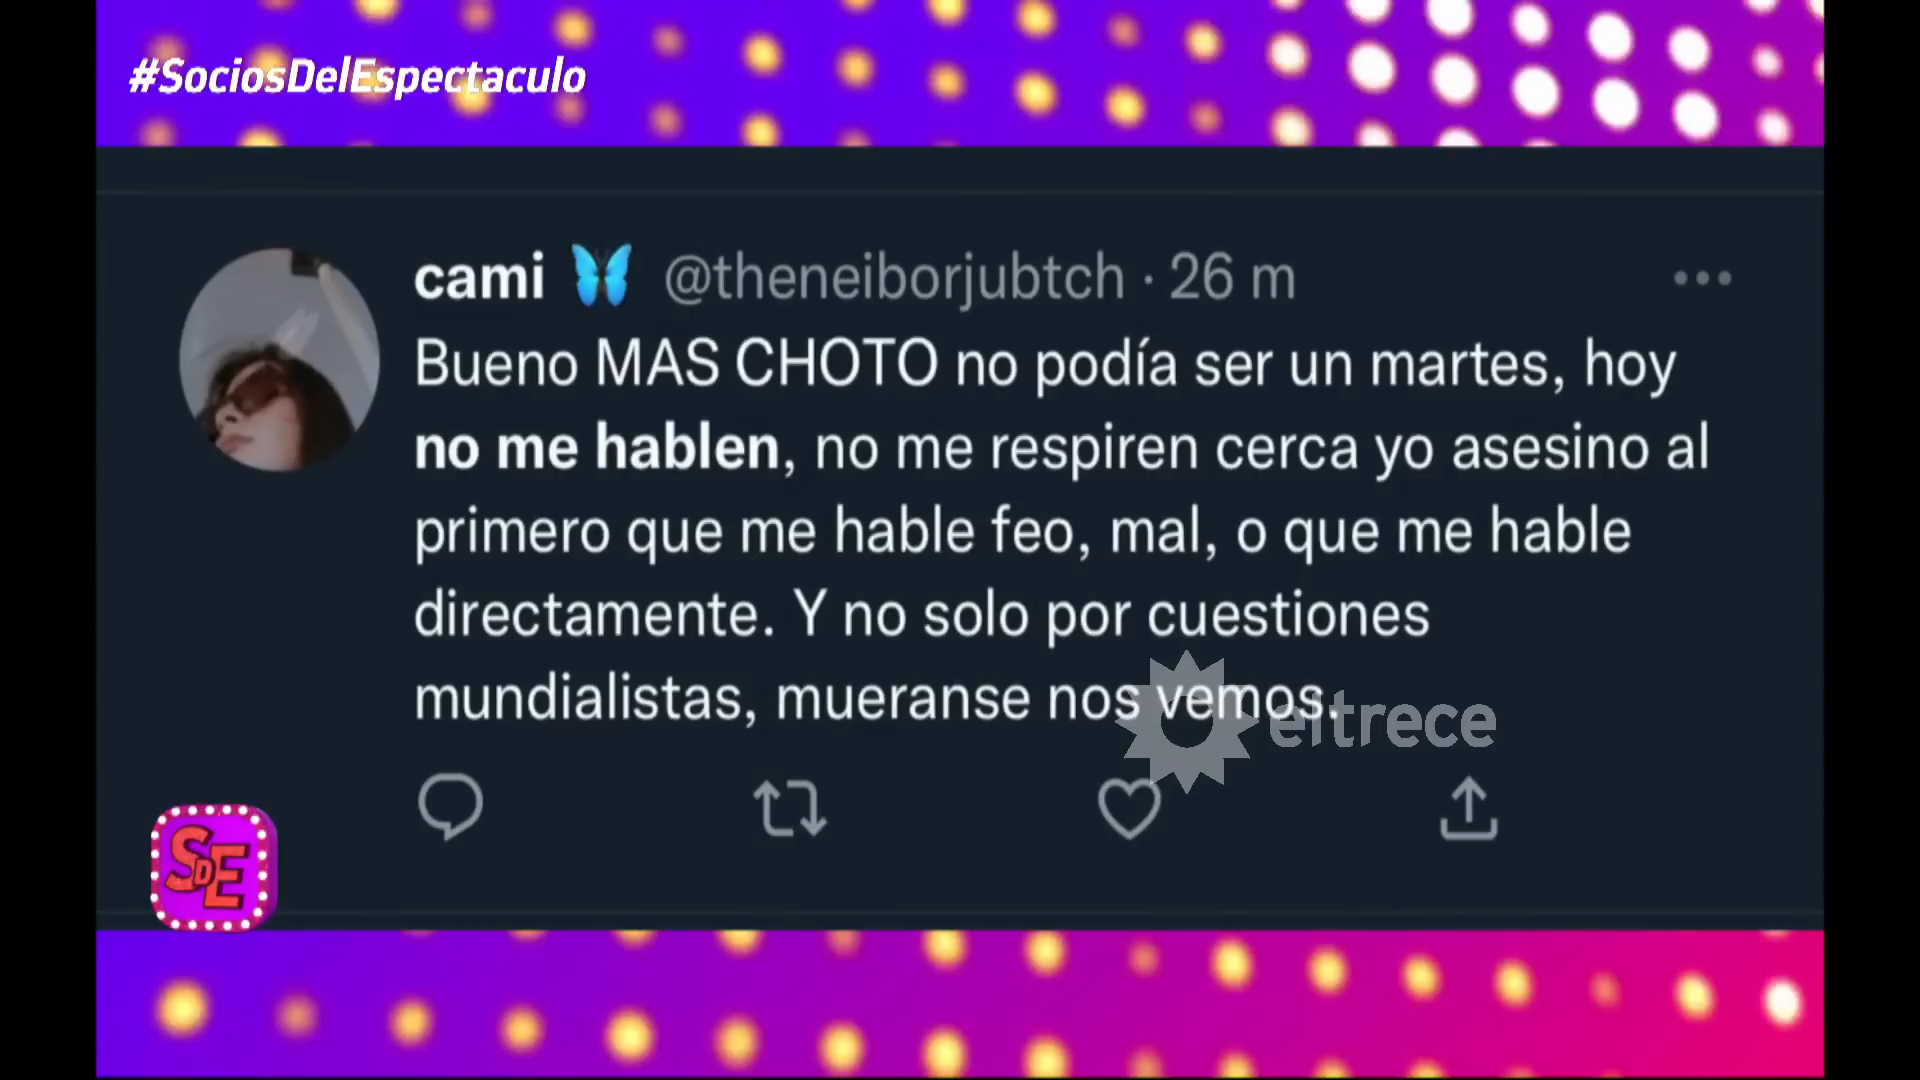 #SociosDelEspectaculo
cami 🦋 @theneiborjubtch · 26 m
Bueno MAS CHOTO no podía ser un martes, hoy
no me hablen, no me respiren cerca yo asesino al
primero que me hable feo, mal, o que me hable
directamente. Y no solo por cuestiones
mundialistas, mueranse nos vemos.
eltrece
SDE